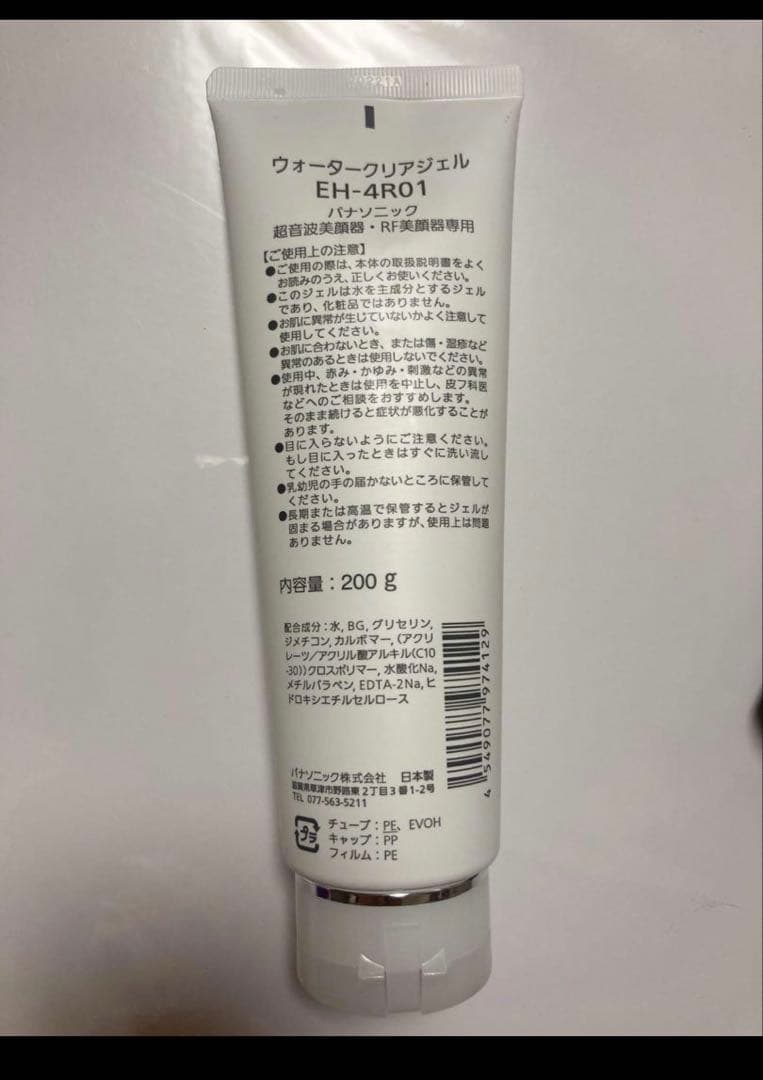 ウォータークリアジェル
EH-4R01
パナソニック
超音波美顔器・RF美顔器専用
【ご使用上の注意】
●ご使用の際は、本体の取扱説明書をよく
お読みのうえ、正しくお使いください。
●このジェルは水を主成分とするジェル
であり、化粧品ではありません。
●お肌に異常が生じていないかよく注意して
使用してください。
●お肌に合わないとき、または傷・湿疹など
異常のあるときは使用しないでください。
●使用中、赤み・かゆみ・刺激などの異常
が現れたときは使用を中止し、皮フ科医
などへのご相談をおすすめします。
そのまま続けると症状が悪化することが
あります。
●目に入らないようにご注意ください。
もし目に入ったときはすぐに洗い流し
てください。
●乳幼児の手の届かないところに保管して
ください。
●長期または高温で保管するとジェルが
固まる場合がありますが、使用上は問題
ありません。
内容量：200g
配合成分：水, BG, グリセリン,
ジメチコン, カルボマー, （アクリ
レーツ/アクリル酸アルキル(C10
-30)）クロスポリマー, 水酸化Na,
メチルパラベン, EDTA-2Na, ヒ
ドロキシエチルセルロース
4 549077 974129
パナソニック株式会社 日本製
滋賀県草津市野路東2丁目3番1-2号
TEL 077-563-5211
プラ
チューブ：PE、EVOH
キャップ：PP
フィルム：PE